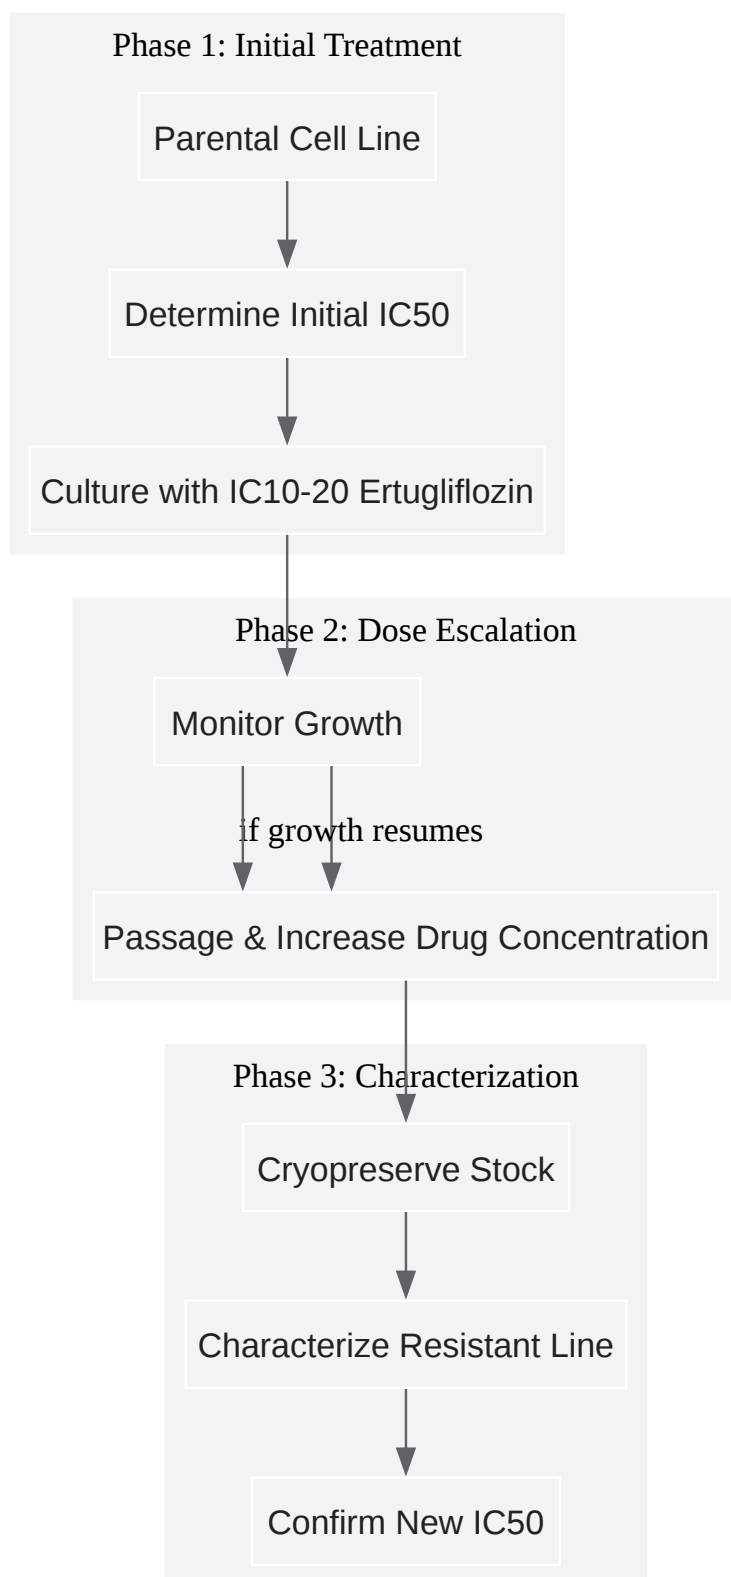 Phase 1: Initial Treatment
Parental Cell Line
Determine Initial IC50
Culture with IC10-20 Ertugliflozin
Phase 2: Dose Escalation
Monitor Growth
if growth resumes
Passage & Increase Drug Concentration
Phase 3: Characterization
Cryopreserve Stock
Characterize Resistant Line
Confirm New IC50